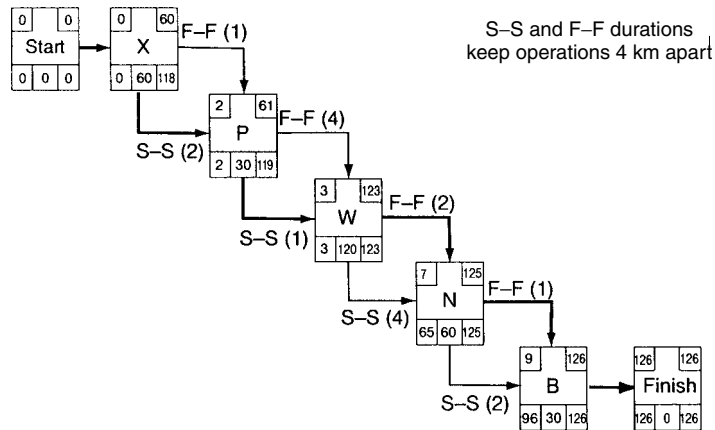 S–S and F–F durations
keep operations 4 km apart
0 0
Start
0 0 0
0 60
X
0 60 118
F–F (1)
S–S (2)
2 61
P
2 30 119
F–F (4)
S–S (1)
3 123
W
3 120 123
F–F (2)
S–S (4)
7 125
N
65 60 125
F–F (1)
S–S (2)
9 126
B
96 30 126
126 126
Finish
126 0 126